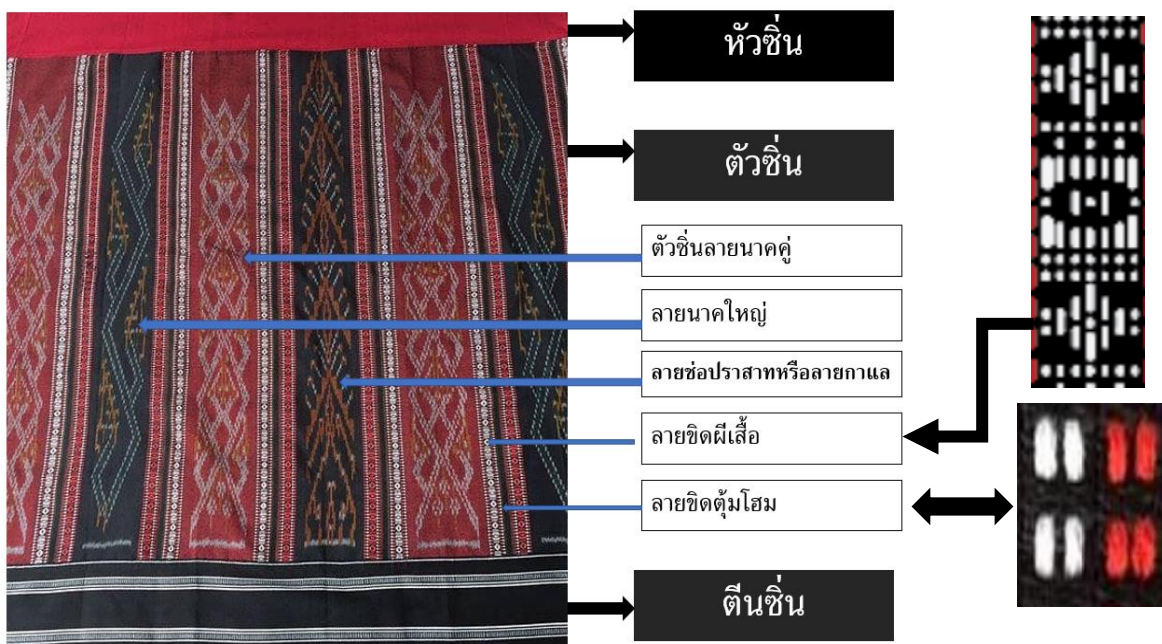 หัวซิ่น
ตัวซิ่น
ตัวซิ่นลายนาคคู่
ลายนาคใหญ่
ลายช่อปราสาทหรือลายกาแล
ลายขิดผีเสื้อ
ลายขิดตุ้มโฮม
ตีนซิ่น